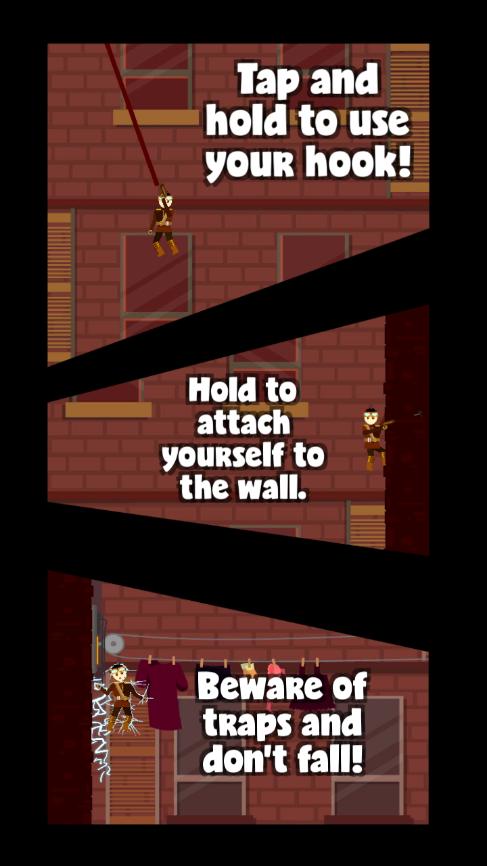 Tap and
hold to use
your hook!
Hold to
attach
yourself to
the wall.
Beware of
traps and
don't fall!